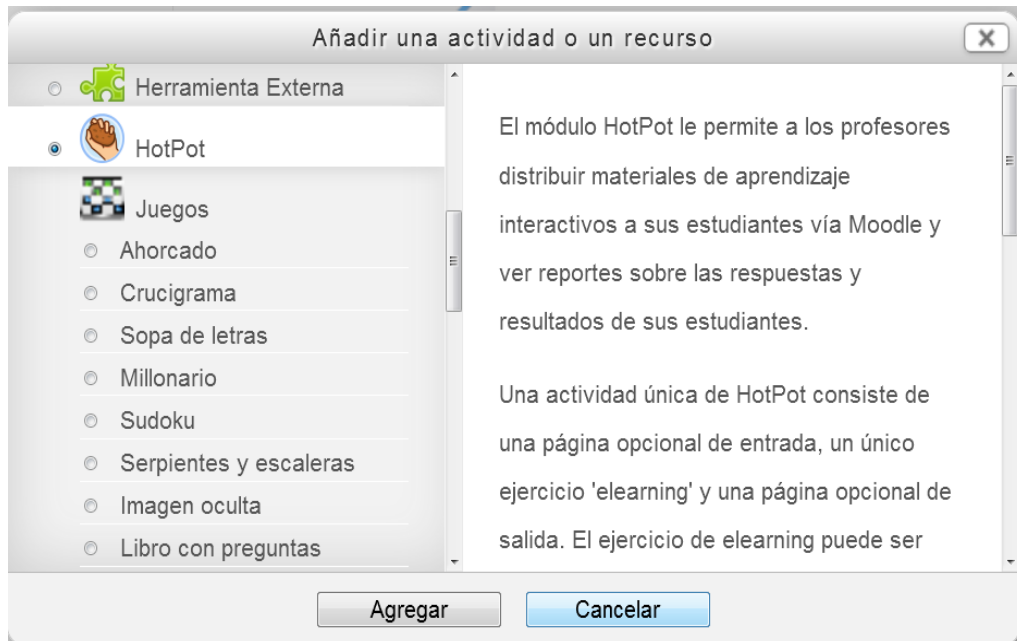 Añadir una actividad o un recurso
Herramienta Externa
HotPot
Juegos
Ahorcado
Crucigrama
Sopa de letras
Millonario
Sudoku
Serpientes y escaleras
Imagen oculta
Libro con preguntas
El módulo HotPot le permite a los profesores
distribuir materiales de aprendizaje
interactivos a sus estudiantes vía Moodle y
ver reportes sobre las respuestas y
resultados de sus estudiantes.
Una actividad única de HotPot consiste de
una página opcional de entrada, un único
ejercicio 'elearning' y una página opcional de
salida. El ejercicio de elearning puede ser
Agregar
Cancelar